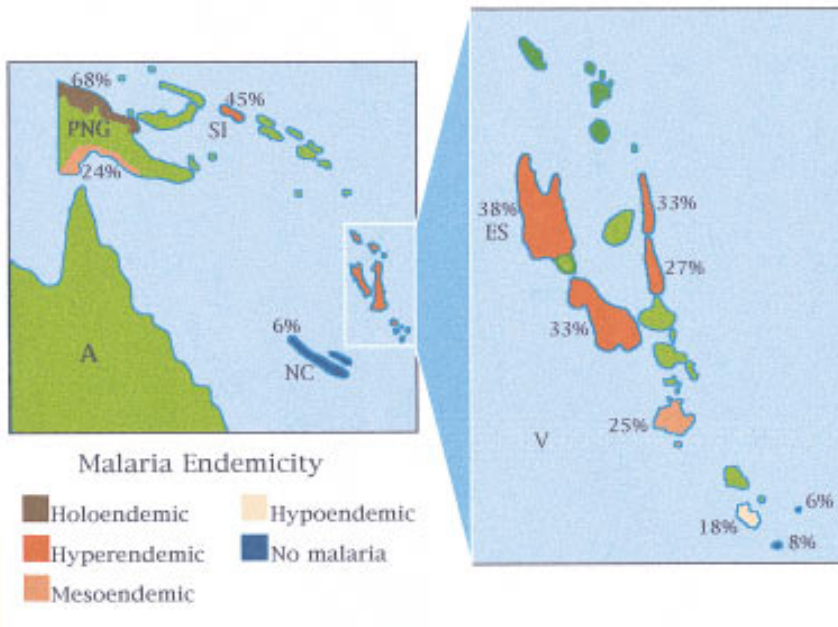 68%
45%
PNG
SI
24%
A
6%
NC
38%
ES
33%
27%
33%
25%
V
6%
18%
8%
Malaria Endemicity
Holoendemic
Hypoendemic
Hyperendemic
No malaria
Mesoendemic